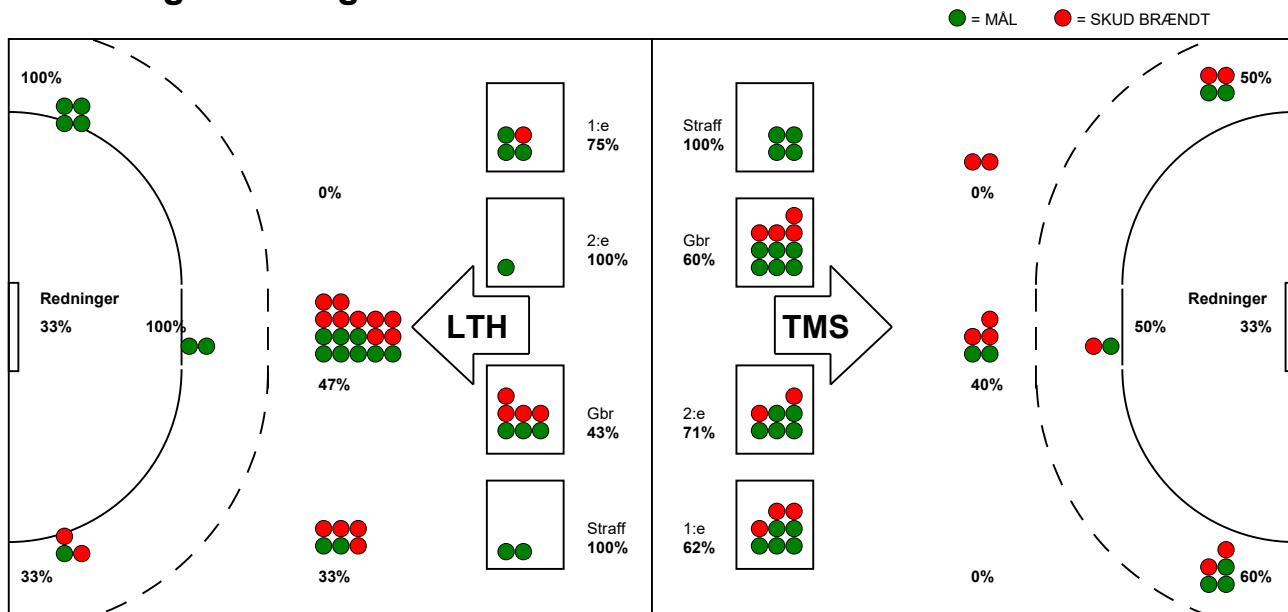 = MÅL
= SKUD BRÆNDT
100%
1:e
75%
0%
2:e
100%
Redninger
33%
100%
LTH
47%
Gbr
43%
Straff
100%
33%
33%
Straff
100%
50%
0%
Gbr
60%
TMS
Redninger
50%
33%
40%
2:e
71%
1:e
62%
0%
60%